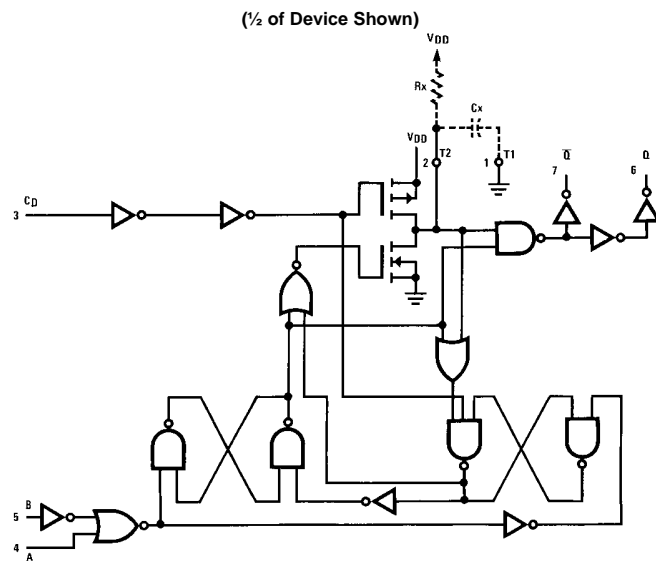 (½ of Device Shown)
VDD
RX
CX
VDD
2 T2
1 T1
Q̅
Q
7
6
CD
3
B
5
4
A